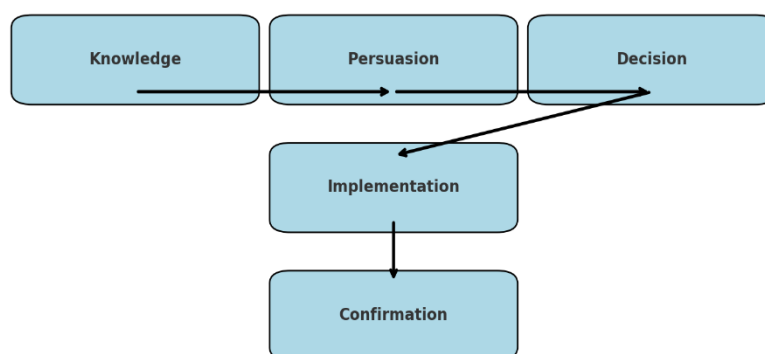 Knowledge
Persuasion
Decision
Implementation
Confirmation